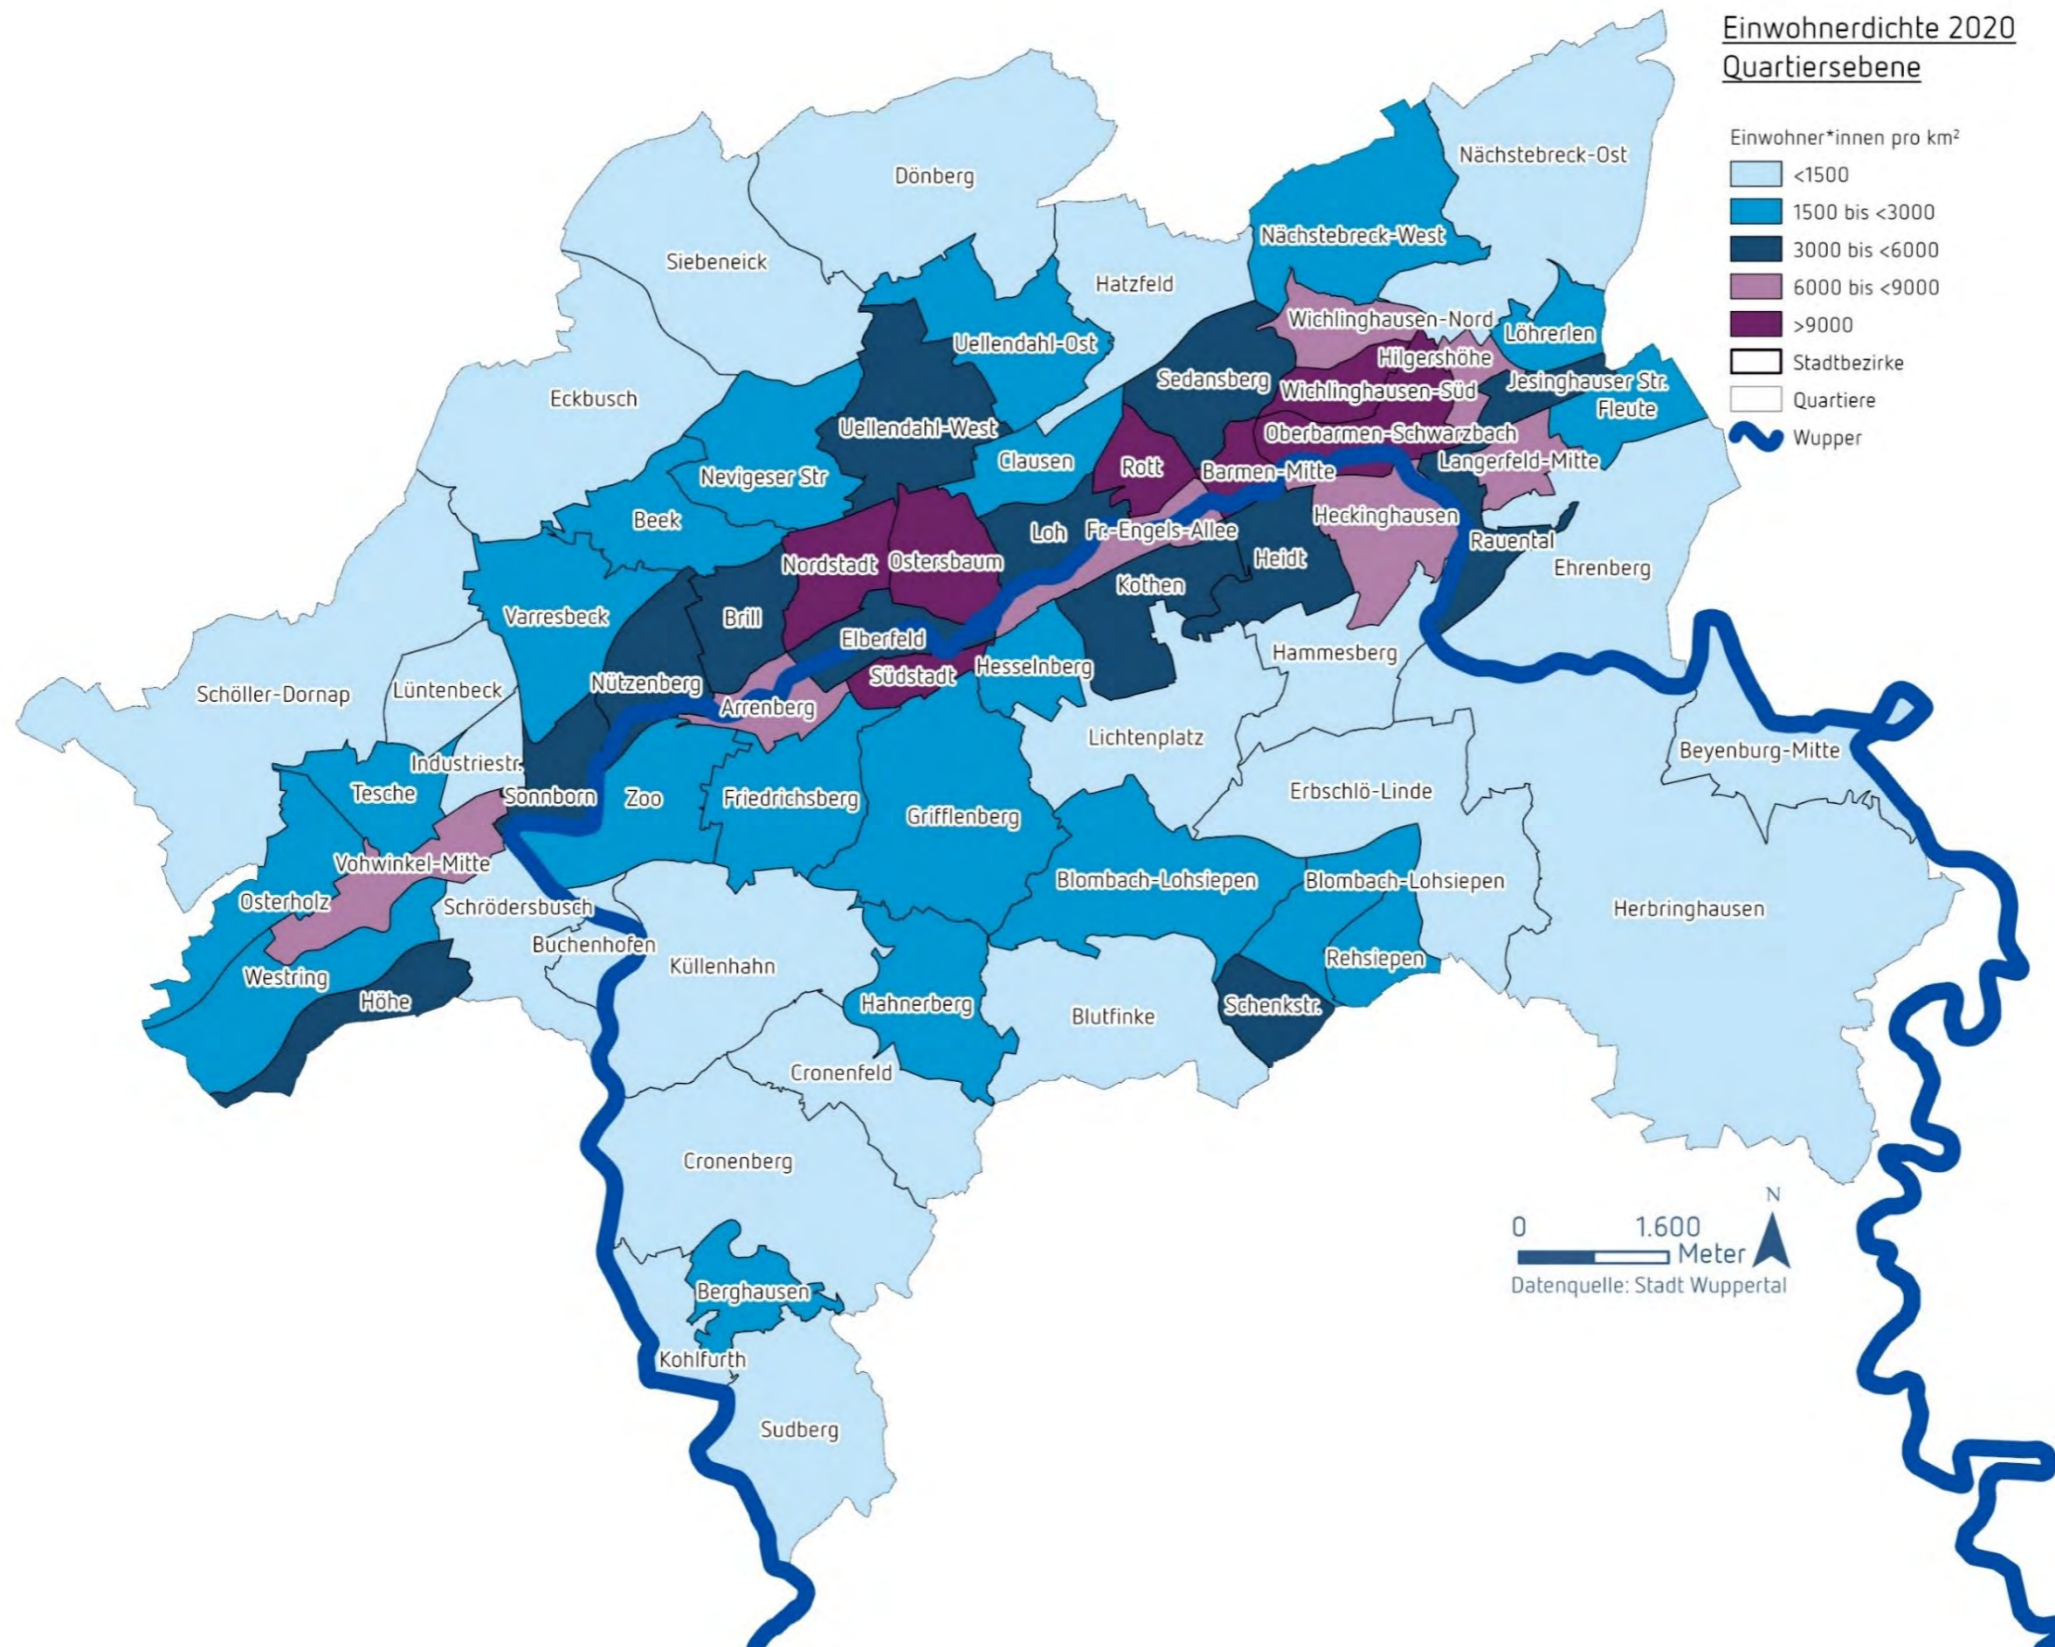 Einwohnerdichte 2020
Quartiersebene
Einwohner*innen pro km²
<1500
1500 bis <3000
3000 bis <6000
6000 bis <9000
>9000
Stadtbezirke
Quartiere
Wupper
Nächstebreck-Ost
Dönberg
Nächstebreck-West
Siebeneick
Hatzfeld
Wichlinghausen-Nord
Löhrerlen
Uellendahl-Ost
Hilgershöhe
Sedansberg
Jesinghauser Str.
Wichlinghausen-Süd
Eckbusch
Fleute
Uellendahl-West
Oberbarmen-Schwarzbach
Clausen
Langerfeld-Mitte
Rott
Barmen-Mitte
Nevigeser Str
Heckinghausen
Beek
Loh
Fr.-Engels-Allee
Rauental
Heidt
Nordstadt
Ostersbaum
Ehrenberg
Kothen
Varresbeck
Brill
Elberfeld
Hammesberg
Hesselnberg
Südstadt
Nützenberg
Lüntenbeck
Schöller-Dornap
Arrenberg
Lichtenplatz
Beyenburg-Mitte
Industriestr.
Erbschlö-Linde
Tesche
Sonnborn
Zoo
Friedrichsberg
Grifflenberg
Vohwinkel-Mitte
Blombach-Lohsiepen
Blombach-Lohsiepen
Osterholz
Schrödersbusch
Herbringhausen
Buchenhofen
Rehsiepen
Küllenhahn
Westring
Höhe
Hahnerberg
Schenkstr.
Blutfinke
Cronenfeld
Cronenberg
Berghausen
Kohlfurth
Sudberg
N
0 1.600
Meter
Datenquelle: Stadt Wuppertal